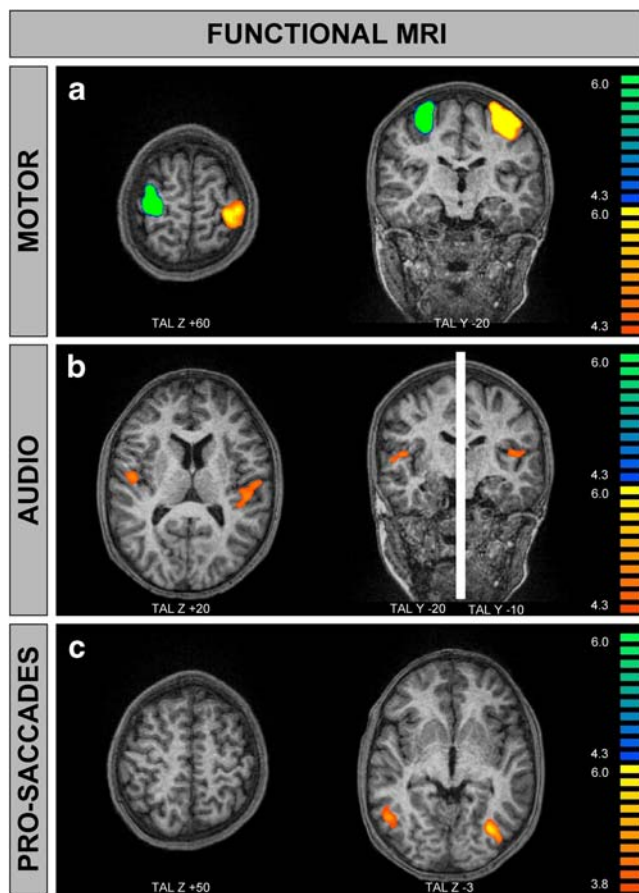 FUNCTIONAL MRI
MOTOR
a
6.0
4.3
6.0
4.3
TAL Z +60
TAL Y -20
AUDIO
b
6.0
4.3
6.0
4.3
TAL Z +20
TAL Y -20
TAL Y -10
PRO-SACCADES
c
6.0
4.3
6.0
3.8
TAL Z +50
TAL Z -3